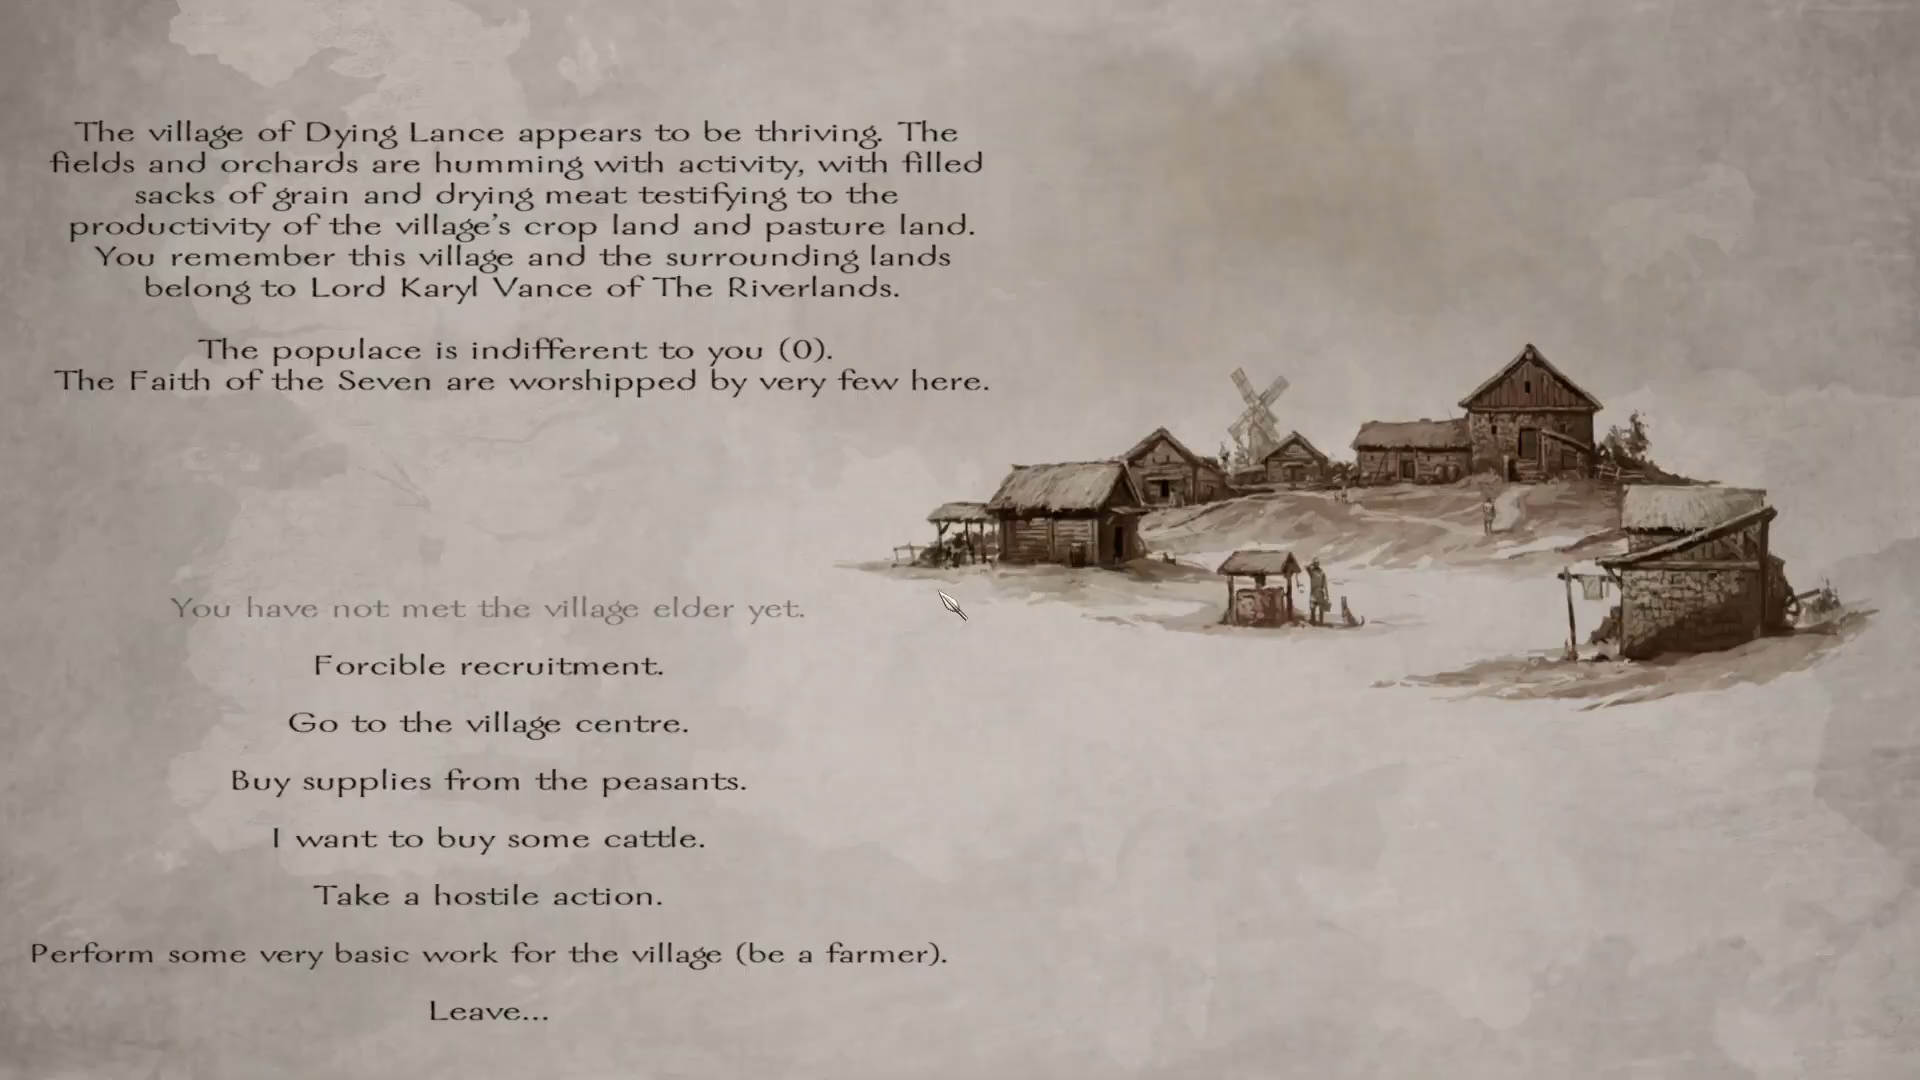 The village of Dying Lance appears to be thriving. The
fields and orchards are humming with activity, with filled
sacks of grain and drying meat testifying to the
productivity of the village's crop land and pasture land.
You remember this village and the surrounding lands
belong to Lord Karyl Vance of The Riverlands.
The populace is indifferent to you (0).
The Faith of the Seven are worshipped by very few here.
You have not met the village elder yet.
Forcible recruitment.
Go to the village centre.
Buy supplies from the peasants.
I want to buy some cattle.
Take a hostile action.
Perform some very basic work for the village (be a farmer).
Leave...